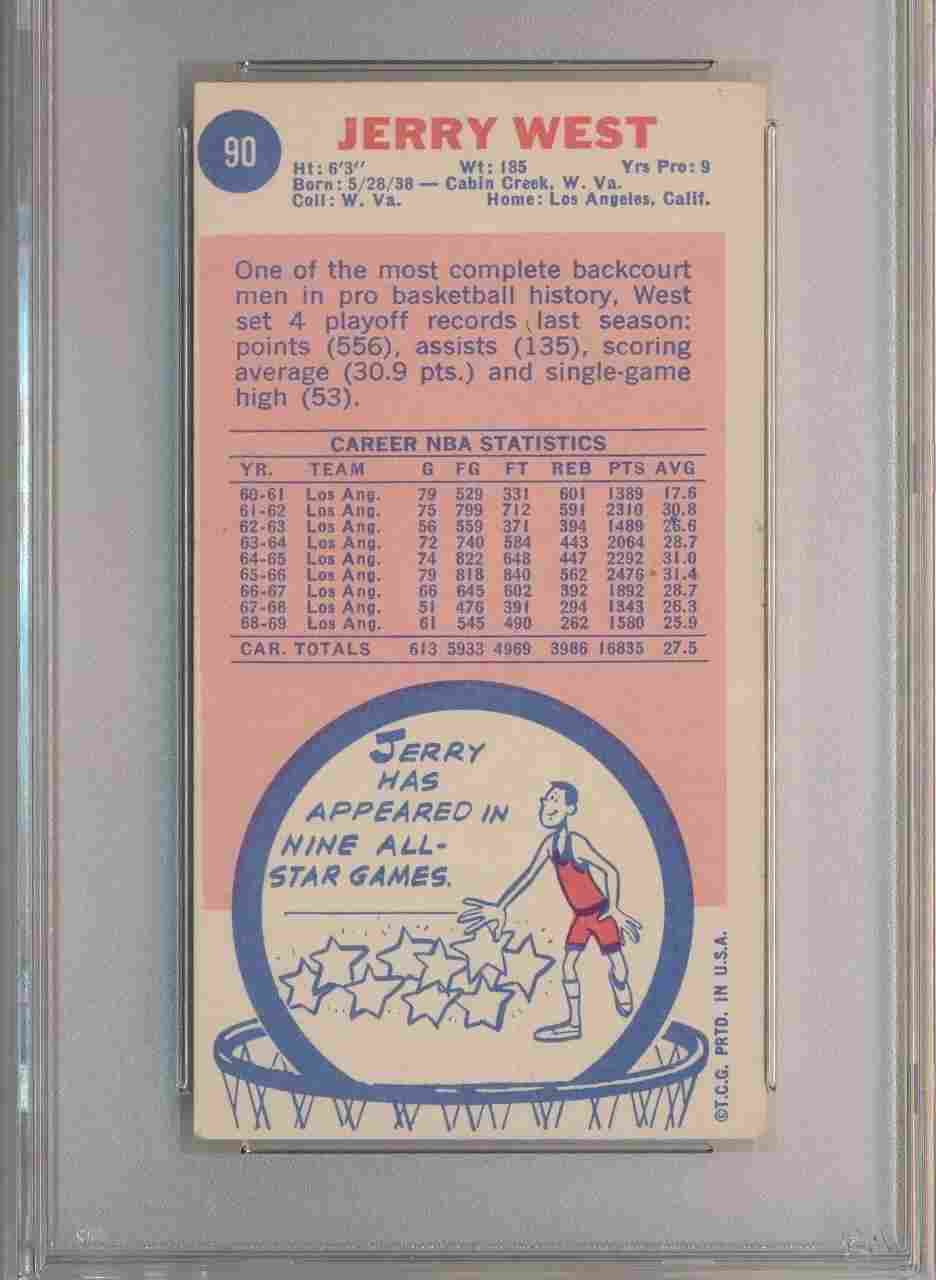 90
JERRY WEST
Ht: 6'3" Wt: 185 Yrs Pro: 9
Born: 5/28/38 — Cabin Creek, W. Va.
Coll: W. Va. Home: Los Angeles, Calif.
One of the most complete backcourt
men in pro basketball history, West
set 4 playoff records last season:
points (556), assists (135), scoring
average (30.9 pts.) and single-game
high (53).
CAREER NBA STATISTICS
YR. TEAM G FG FT REB PTS AVG
60-61 Los Ang. 79 529 331 601 1389 17.6
61-62 Los Ang. 75 799 712 591 2310 30.8
62-63 Los Ang. 56 559 371 394 1489 26.6
63-64 Los Ang. 72 740 584 443 2064 28.7
64-65 Los Ang. 74 822 648 447 2292 31.0
65-66 Los Ang. 79 818 840 562 2476 31.4
66-67 Los Ang. 66 645 602 392 1892 28.7
67-68 Los Ang. 51 476 391 294 1343 26.3
68-69 Los Ang. 61 545 490 262 1580 25.9
CAR. TOTALS 613 5933 4969 3986 16835 27.5
JERRY
HAS
APPEARED IN
NINE ALL-
STAR GAMES.
©T.C.G. PRTD. IN U.S.A.